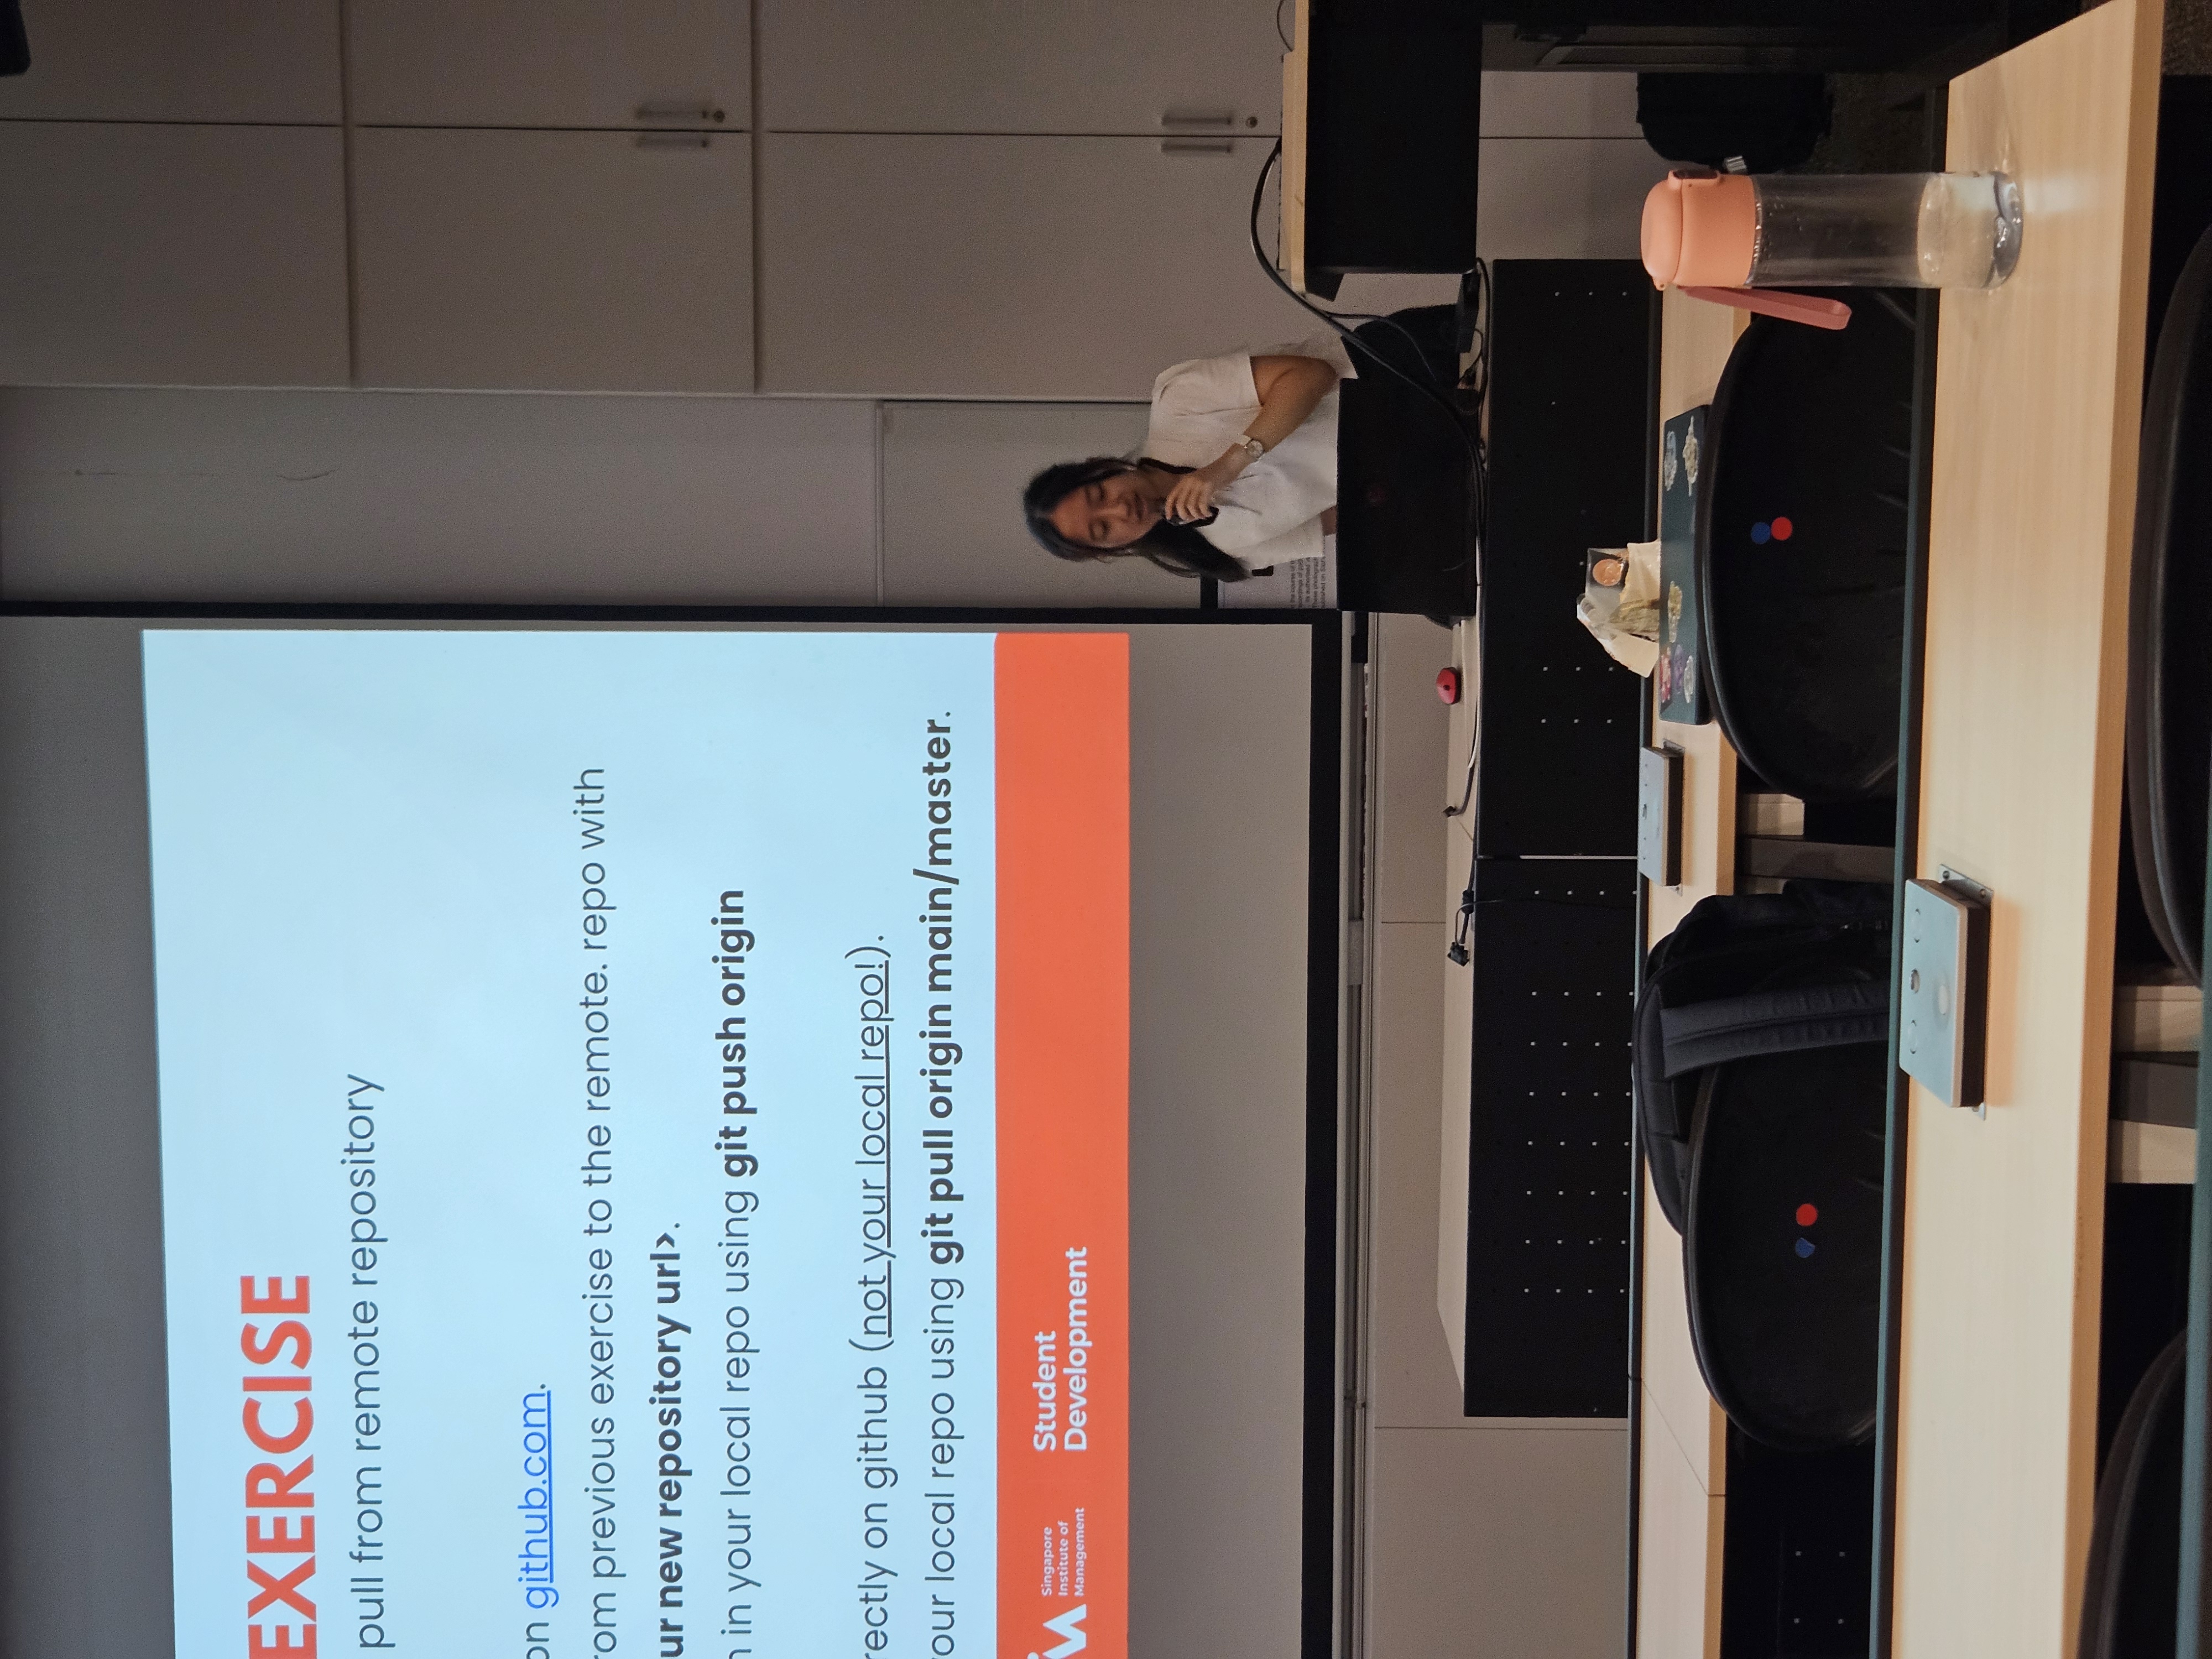 EXERCISE
pull from remote repository
on github.com.
rom previous exercise to the remote. repo with
ur new repository url>.
n in your local repo using git push origin
rectly on github (not your local repo!).
our local repo using git pull origin main/master.
Singapore
Institute of
Management
Student
Development